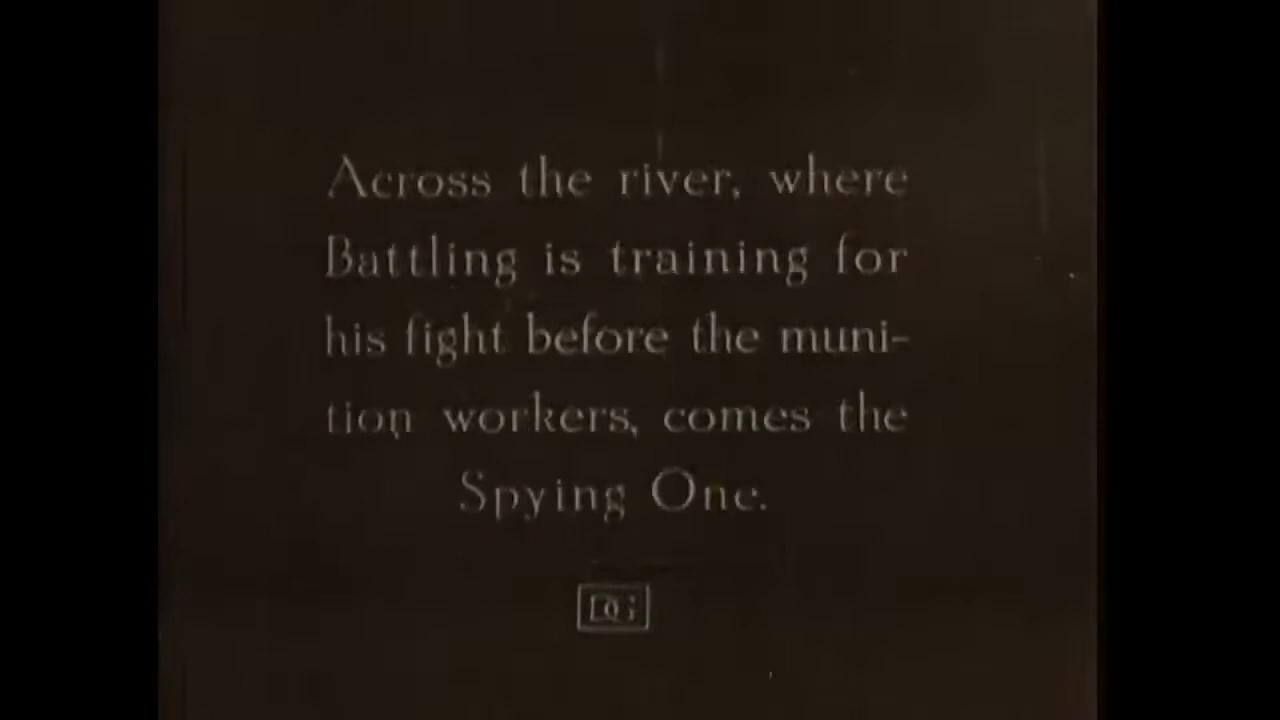 Across the river, where
Battling is training for
his fight before the muni-
tion workers, comes the
Spying One.
DG